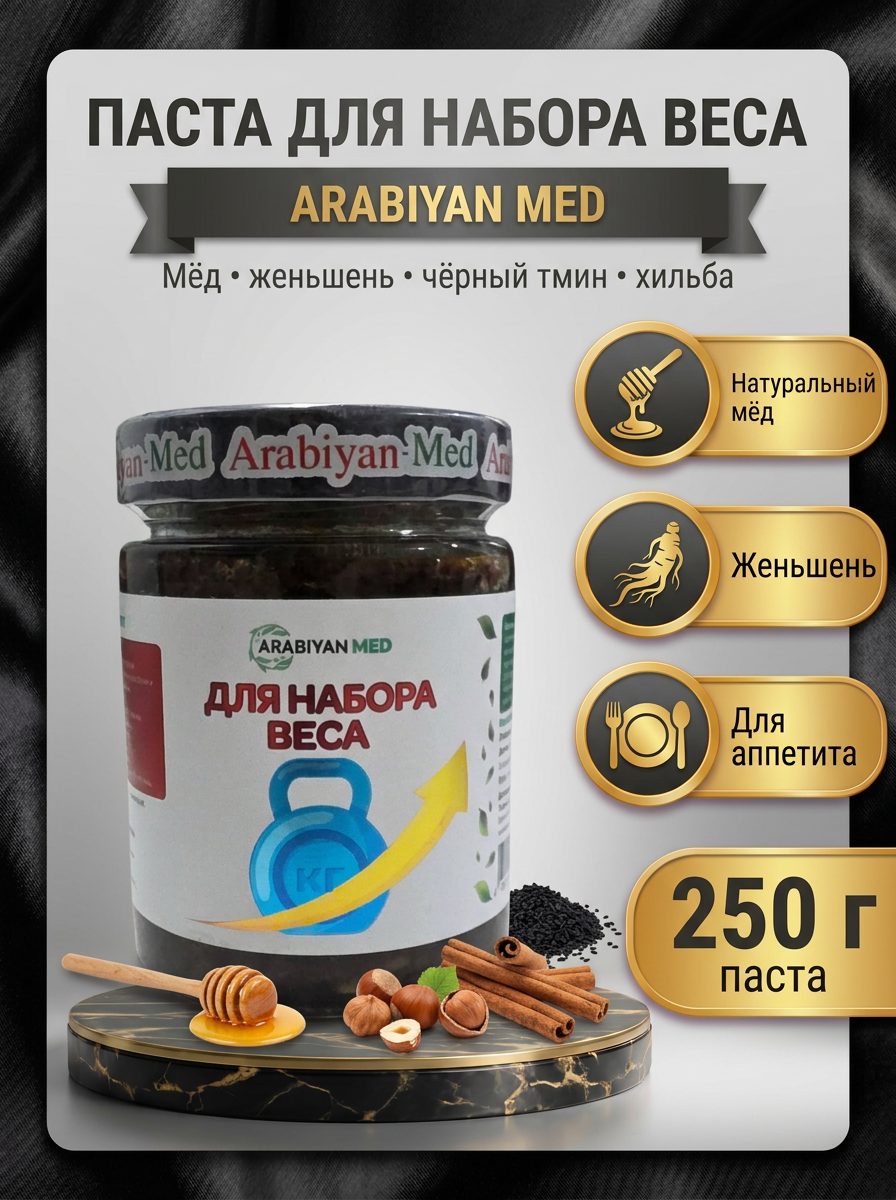 ПАСТА ДЛЯ НАБОРА ВЕСА
ARABIYAN MED
Мёд • женьшень • чёрный тмин • хильба
Натуральный
мёд
Женьшень
Для
аппетита
250 г
паста
yan-Med Arabiyan-Med Ara
ARABIYAN MED
ДЛЯ НАБОРА
ВЕСА
КГ